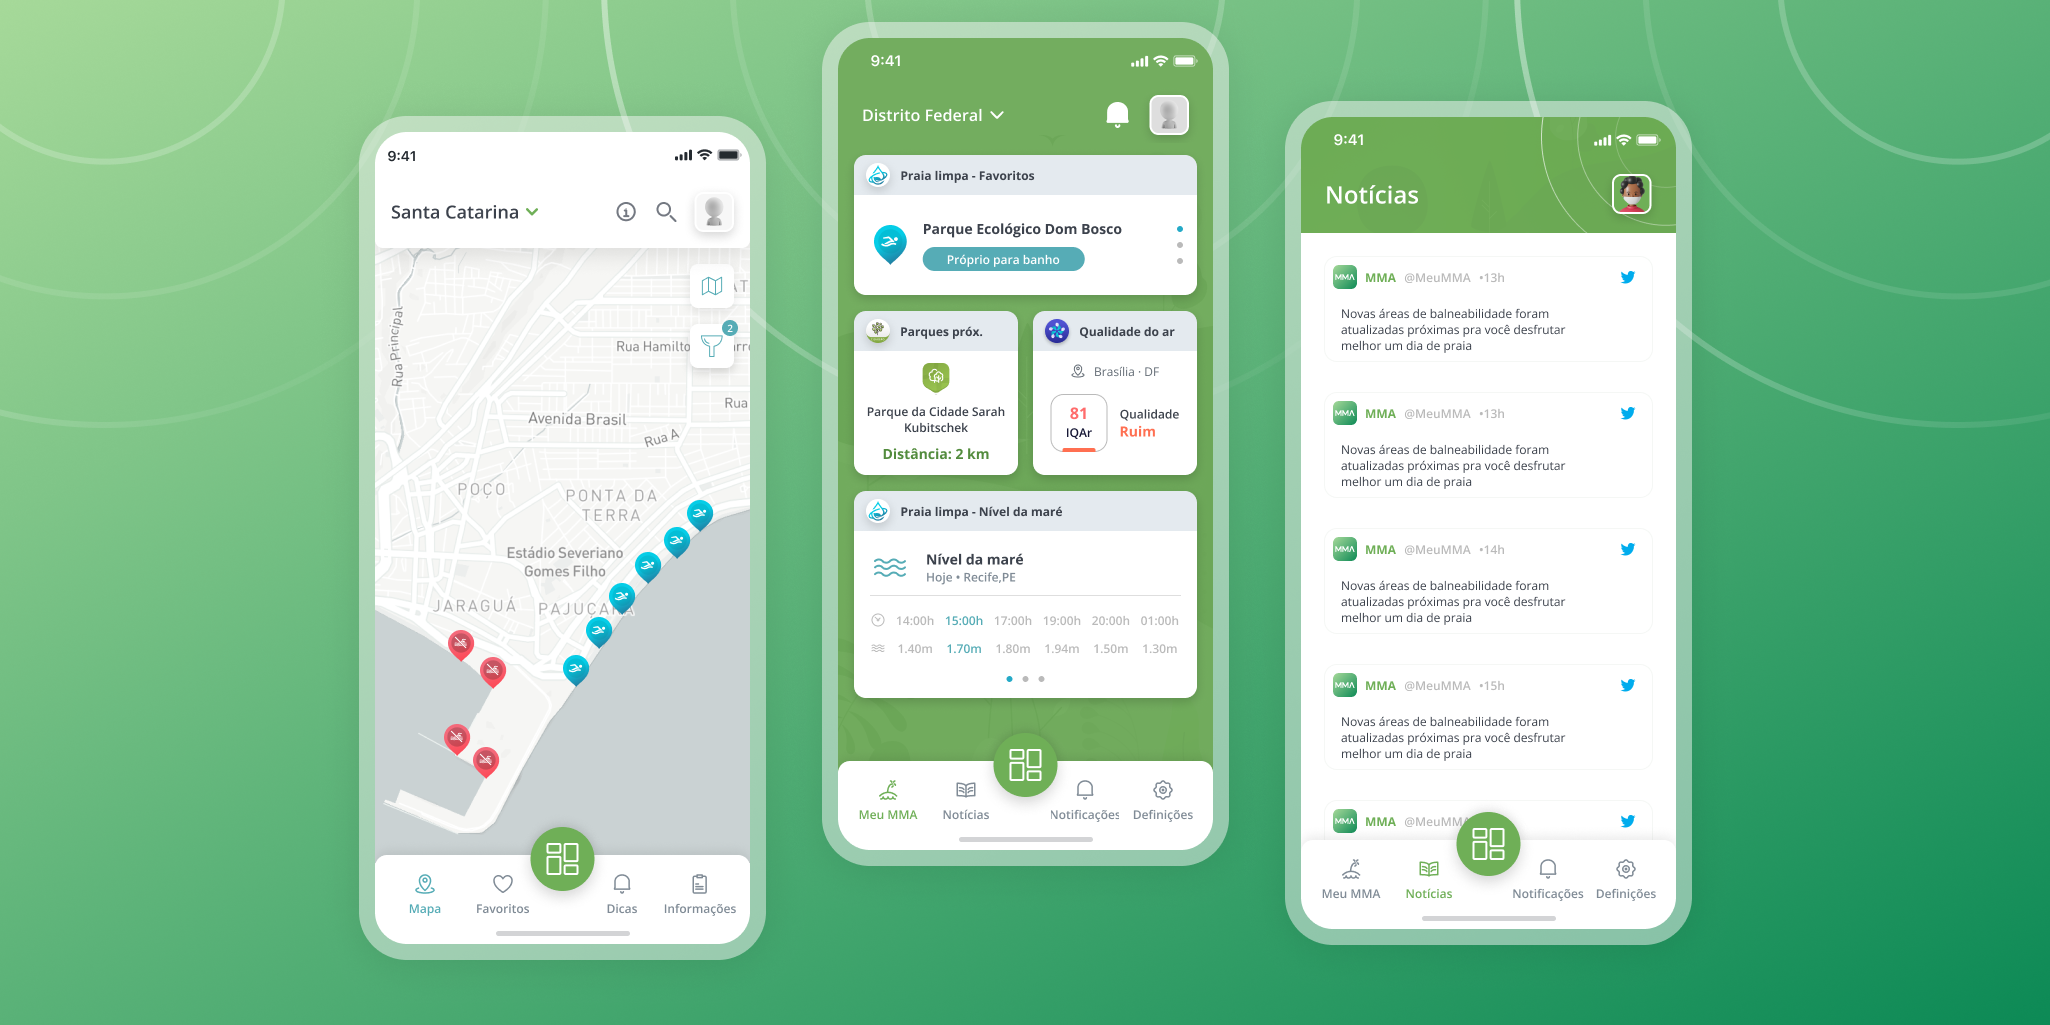 9:41
Santa Catarina
2
Rua Principal
Rua Hamilto
Rua
Avenida Brasil
Rua A
POÇO
PONTA DA
TERRA
Estádio Severiano
Gomes Filho
JARAGUÁ
PAJUÇARA
Mapa
Favoritos
Dicas
Informações
9:41
Distrito Federal
Praia limpa - Favoritos
Parque Ecológico Dom Bosco
Próprio para banho
Parques próx.
Parque da Cidade Sarah
Kubitschek
Distância: 2 km
Qualidade do ar
Brasília · DF
81
IQAr
Qualidade
Ruim
Praia limpa - Nível da maré
Nível da maré
Hoje • Recife,PE
14:00h 15:00h 17:00h 19:00h 20:00h 01:00h
1.40m 1.70m 1.80m 1.94m 1.50m 1.30m
Meu MMA
Notícias
Notificações
Definições
9:41
Notícias
MMA MMA @MeuMMA •13h
Novas áreas de balneabilidade foram
atualizadas próximas pra você desfrutar
melhor um dia de praia
MMA MMA @MeuMMA •13h
Novas áreas de balneabilidade foram
atualizadas próximas pra você desfrutar
melhor um dia de praia
MMA MMA @MeuMMA •14h
Novas áreas de balneabilidade foram
atualizadas próximas pra você desfrutar
melhor um dia de praia
MMA MMA @MeuMMA •15h
Novas áreas de balneabilidade foram
atualizadas próximas pra você desfrutar
melhor um dia de praia
MMA MMA @MeuMMA
Meu MMA
Notícias
Notificações
Definições